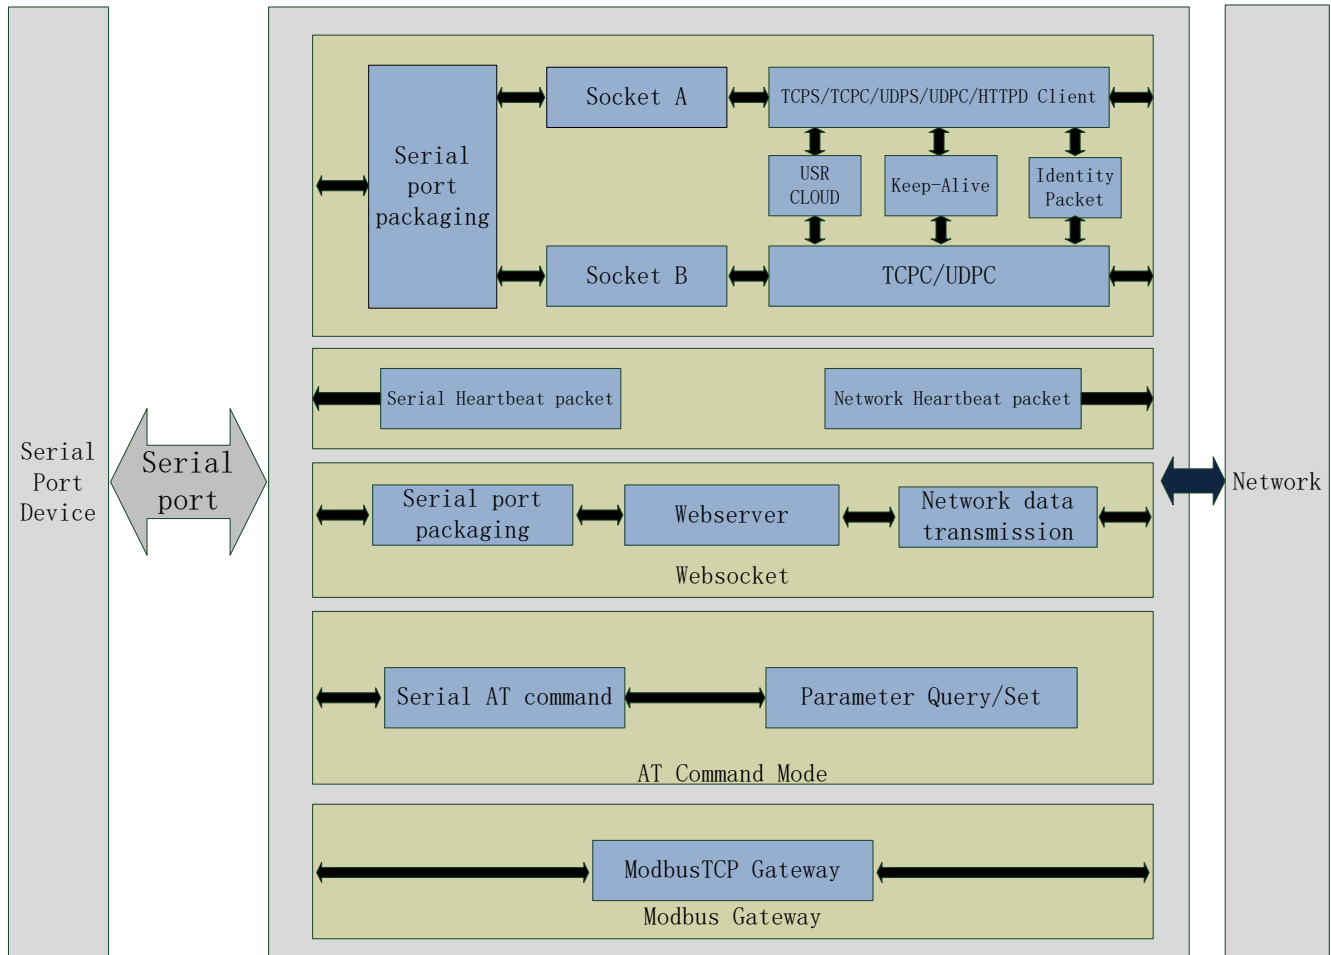 Serial
Port
Device
Serial
port
Serial
port
packaging
Socket A
TCPS/TCPC/UDPS/UDPC/HTTPD Client
USR
CLOUD
Keep-Alive
Identity
Packet
Socket B
TCPC/UDPC
Serial Heartbeat packet
Network Heartbeat packet
Serial port
packaging
Webserver
Network data
transmission
Websocket
Serial AT command
Parameter Query/Set
AT Command Mode
ModbusTCP Gateway
Modbus Gateway
Network